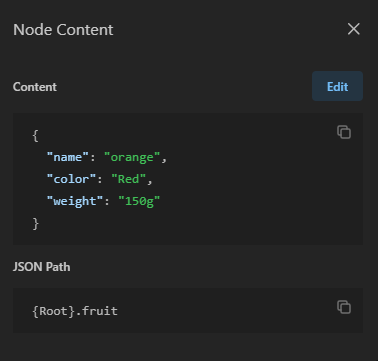 Node Content
Content
Edit
{
"name": "orange",
"color": "Red",
"weight": "150g"
}
JSON Path
{Root}.fruit